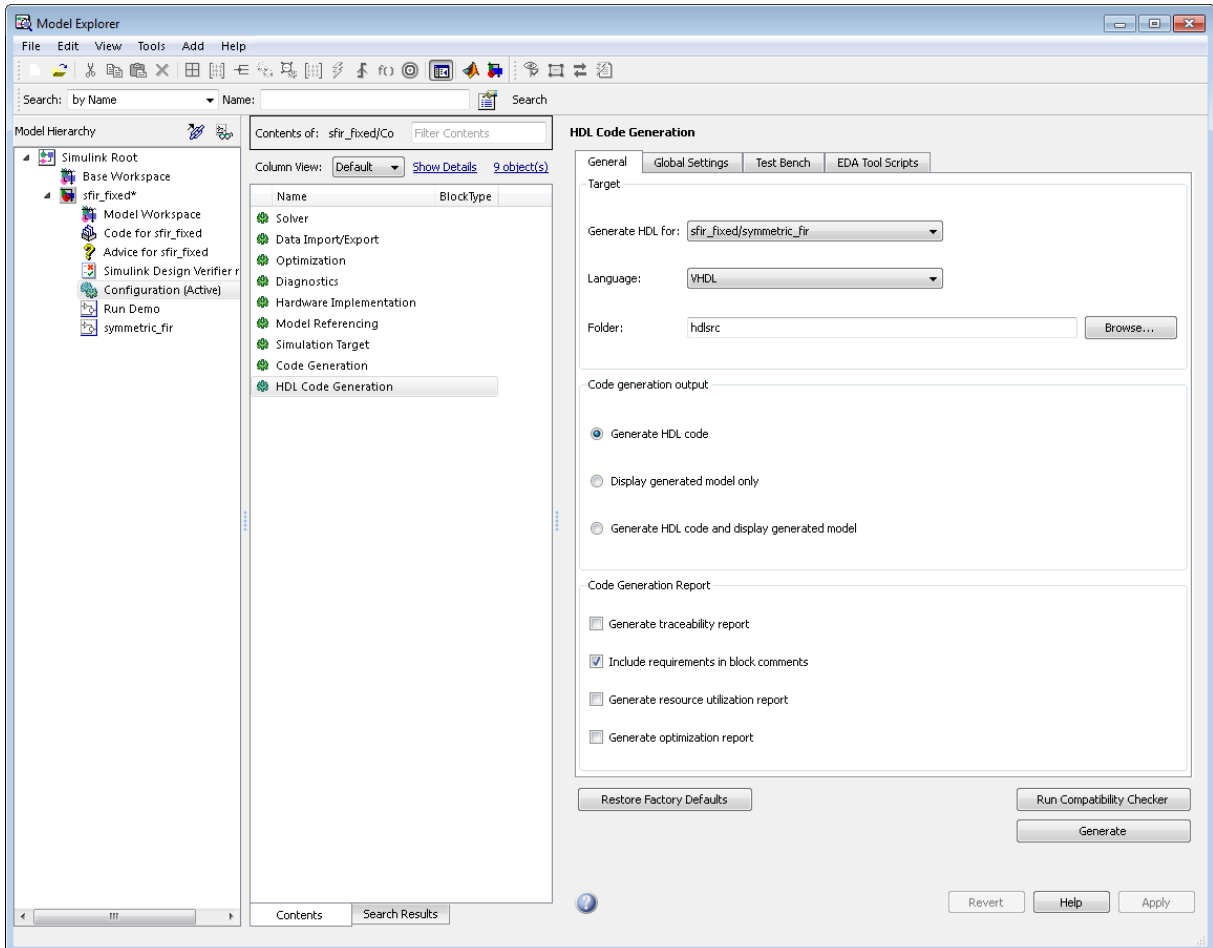 Model Explorer
File Edit View Tools Add Help
f()
Search: by Name Name: Search
Model Hierarchy
Simulink Root
Base Workspace
sfir_fixed*
Model Workspace
Code for sfir_fixed
Advice for sfir_fixed
Simulink Design Verifier r
Configuration (Active)
Run Demo
symmetric_fir
Contents of: sfir_fixed/Co Filter Contents
Column View: Default Show Details 9 object(s)
Name BlockType
Solver
Data Import/Export
Optimization
Diagnostics
Hardware Implementation
Model Referencing
Simulation Target
Code Generation
HDL Code Generation
Contents Search Results
HDL Code Generation
General Global Settings Test Bench EDA Tool Scripts
Target
Generate HDL for: sfir_fixed/symmetric_fir
Language: VHDL
Folder: hdlsrc Browse...
Code generation output
Generate HDL code
Display generated model only
Generate HDL code and display generated model
Code Generation Report
Generate traceability report
Include requirements in block comments
Generate resource utilization report
Generate optimization report
Restore Factory Defaults Run Compatibility Checker
Generate
Revert Help Apply